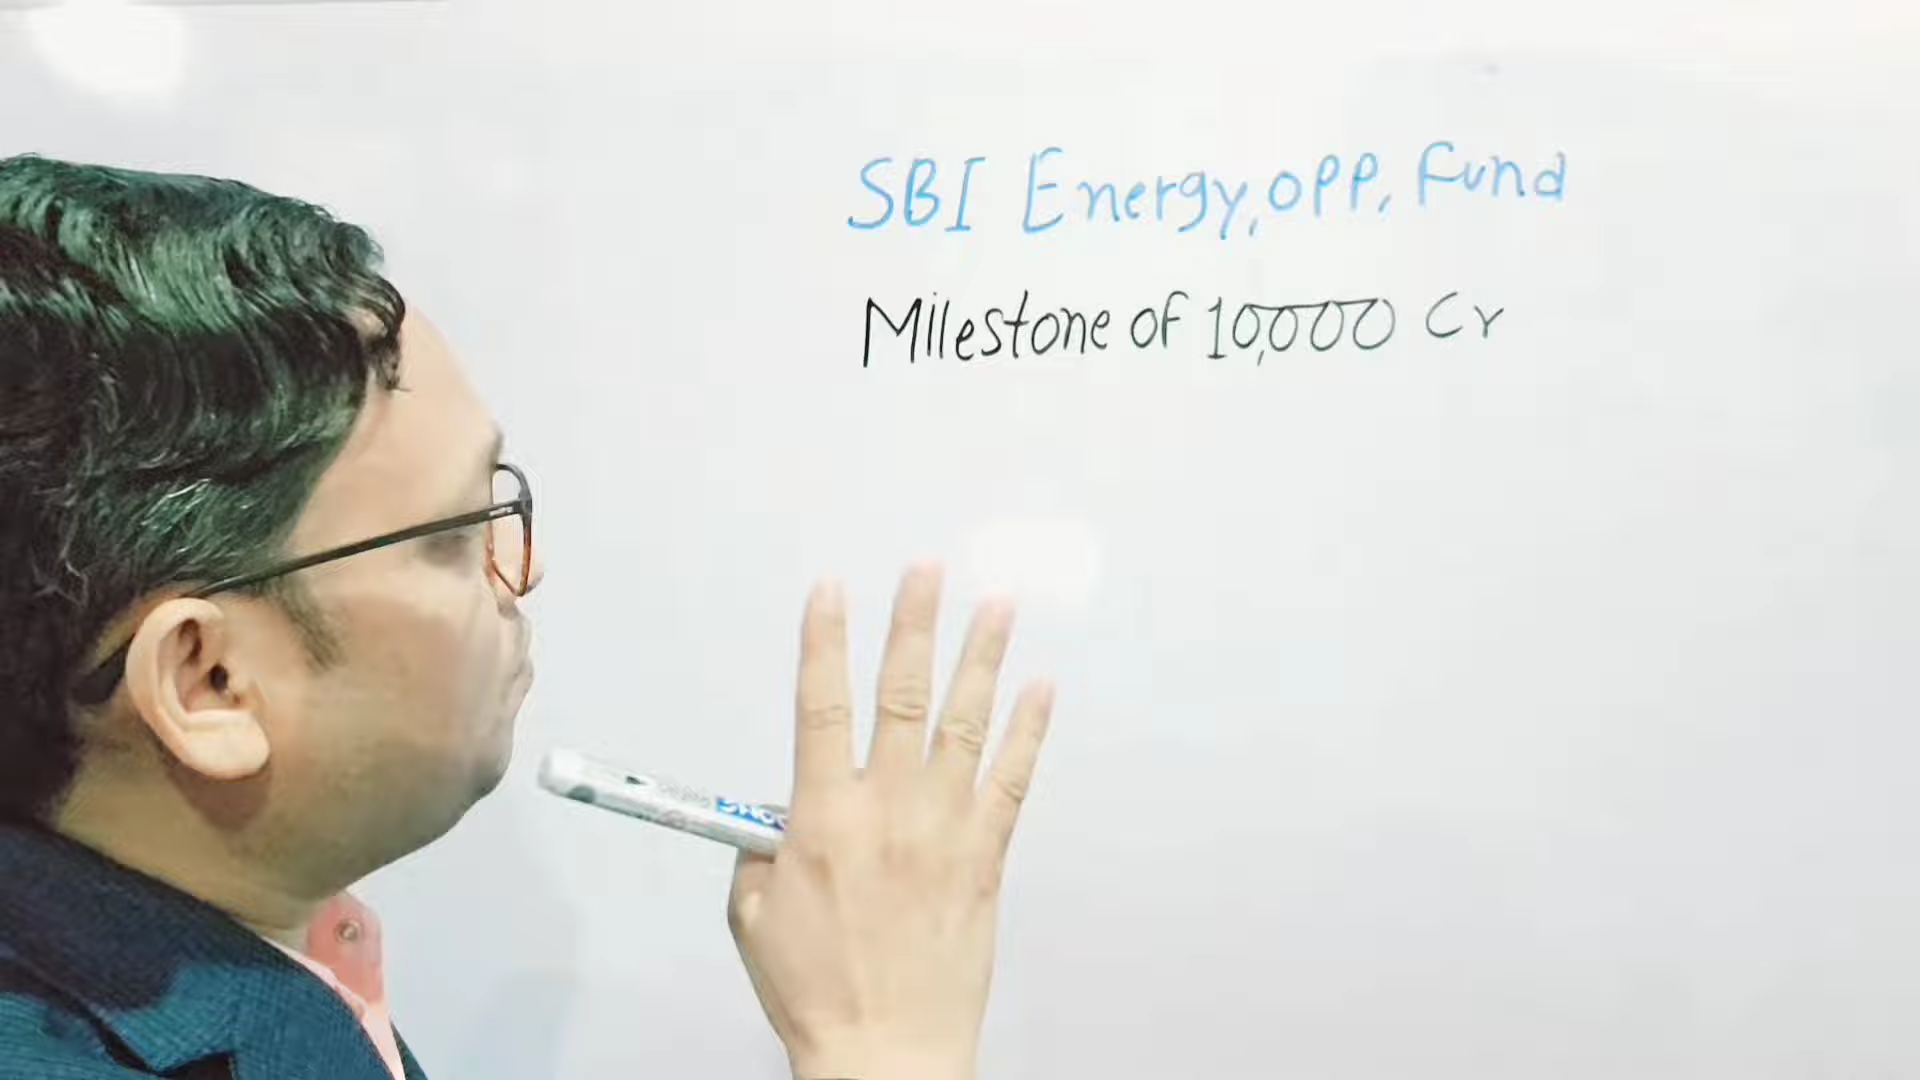 SBI Energy, OPP, Fund
Milestone of 10,000 Cr